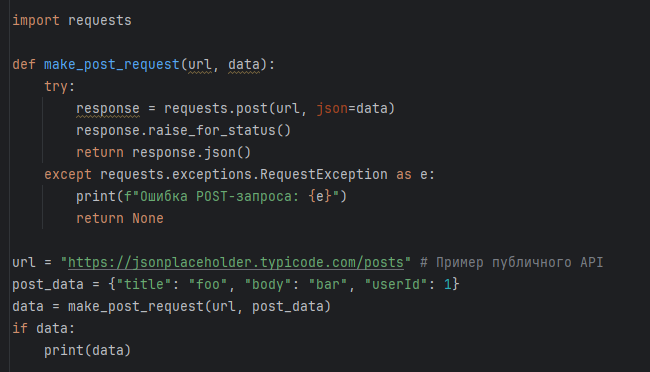 import requests

def make_post_request(url, data):
    try:
        response = requests.post(url, json=data)
        response.raise_for_status()
        return response.json()
    except requests.exceptions.RequestException as e:
        print(f"Ошибка POST-запроса: {e}")
        return None

url = "https://jsonplaceholder.typicode.com/posts" # Пример публичного API
post_data = {"title": "foo", "body": "bar", "userId": 1}
data = make_post_request(url, post_data)
if data:
    print(data)